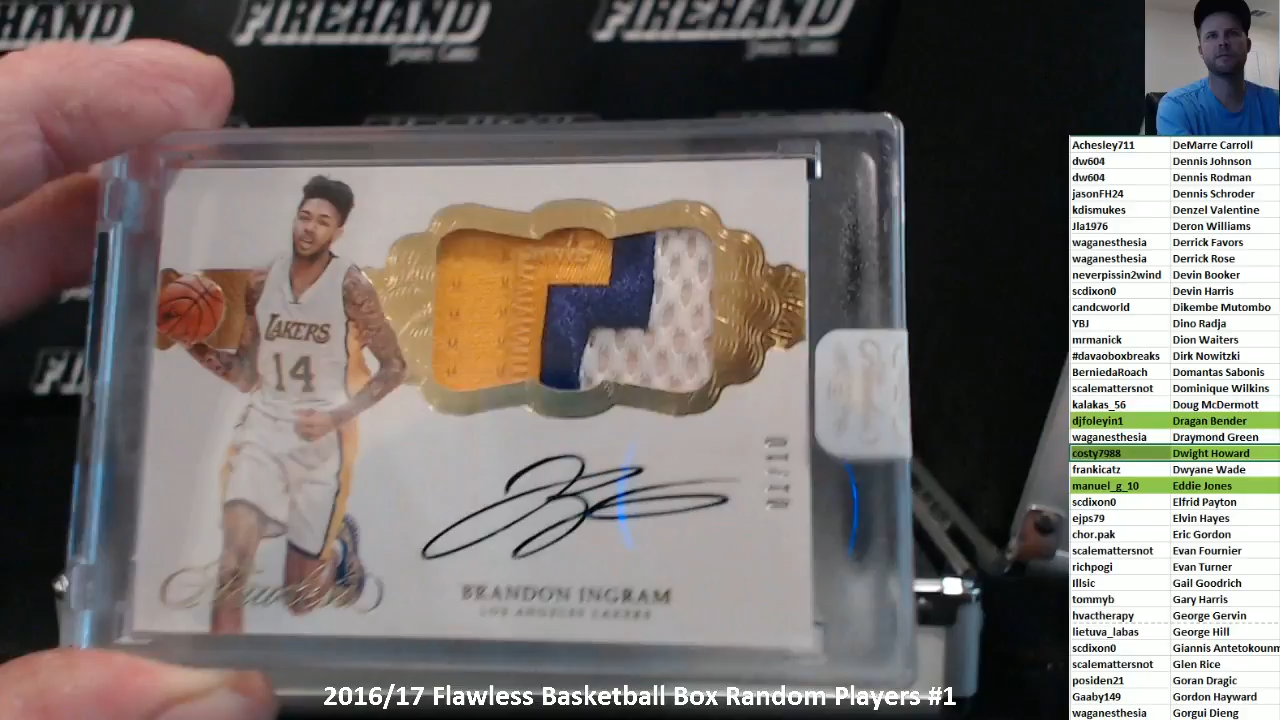 FIREHAND
FIREHAND
LAKERS
14
01/10
BRANDON INGRAM
LOS ANGELES LAKERS
Flawless
2016/17 Flawless Basketball Box Random Players #1
Achesley711 DeMarre Carroll
dw604 Dennis Johnson
dw604 Dennis Rodman
jasonFH24 Dennis Schroder
kdismukes Denzel Valentine
Jla1976 Deron Williams
waganesthesia Derrick Favors
waganesthesia Derrick Rose
neverpissin2wind Devin Booker
scdixon0 Devin Harris
candcworld Dikembe Mutombo
YBJ Dino Radja
mrmanick Dion Waiters
#davaoboxbreaks Dirk Nowitzki
BerniedaRoach Domantas Sabonis
scalemattersnot Dominique Wilkins
kalakas_56 Doug McDermott
djfoleyin1 Dragan Bender
waganesthesia Draymond Green
costy7988 Dwight Howard
frankicatz Dwyane Wade
manuel_g_10 Eddie Jones
scdixon0 Elfrid Payton
ejps79 Elvin Hayes
chor.pak Eric Gordon
scalemattersnot Evan Fournier
richpogi Evan Turner
Illsic Gail Goodrich
tommyb Gary Harris
hvactherapy George Gervin
lietuva_labas George Hill
scdixon0 Giannis Antetokounm
scalemattersnot Glen Rice
posiden21 Goran Dragic
Gaaby149 Gordon Hayward
waganesthesia Gorgui Dieng